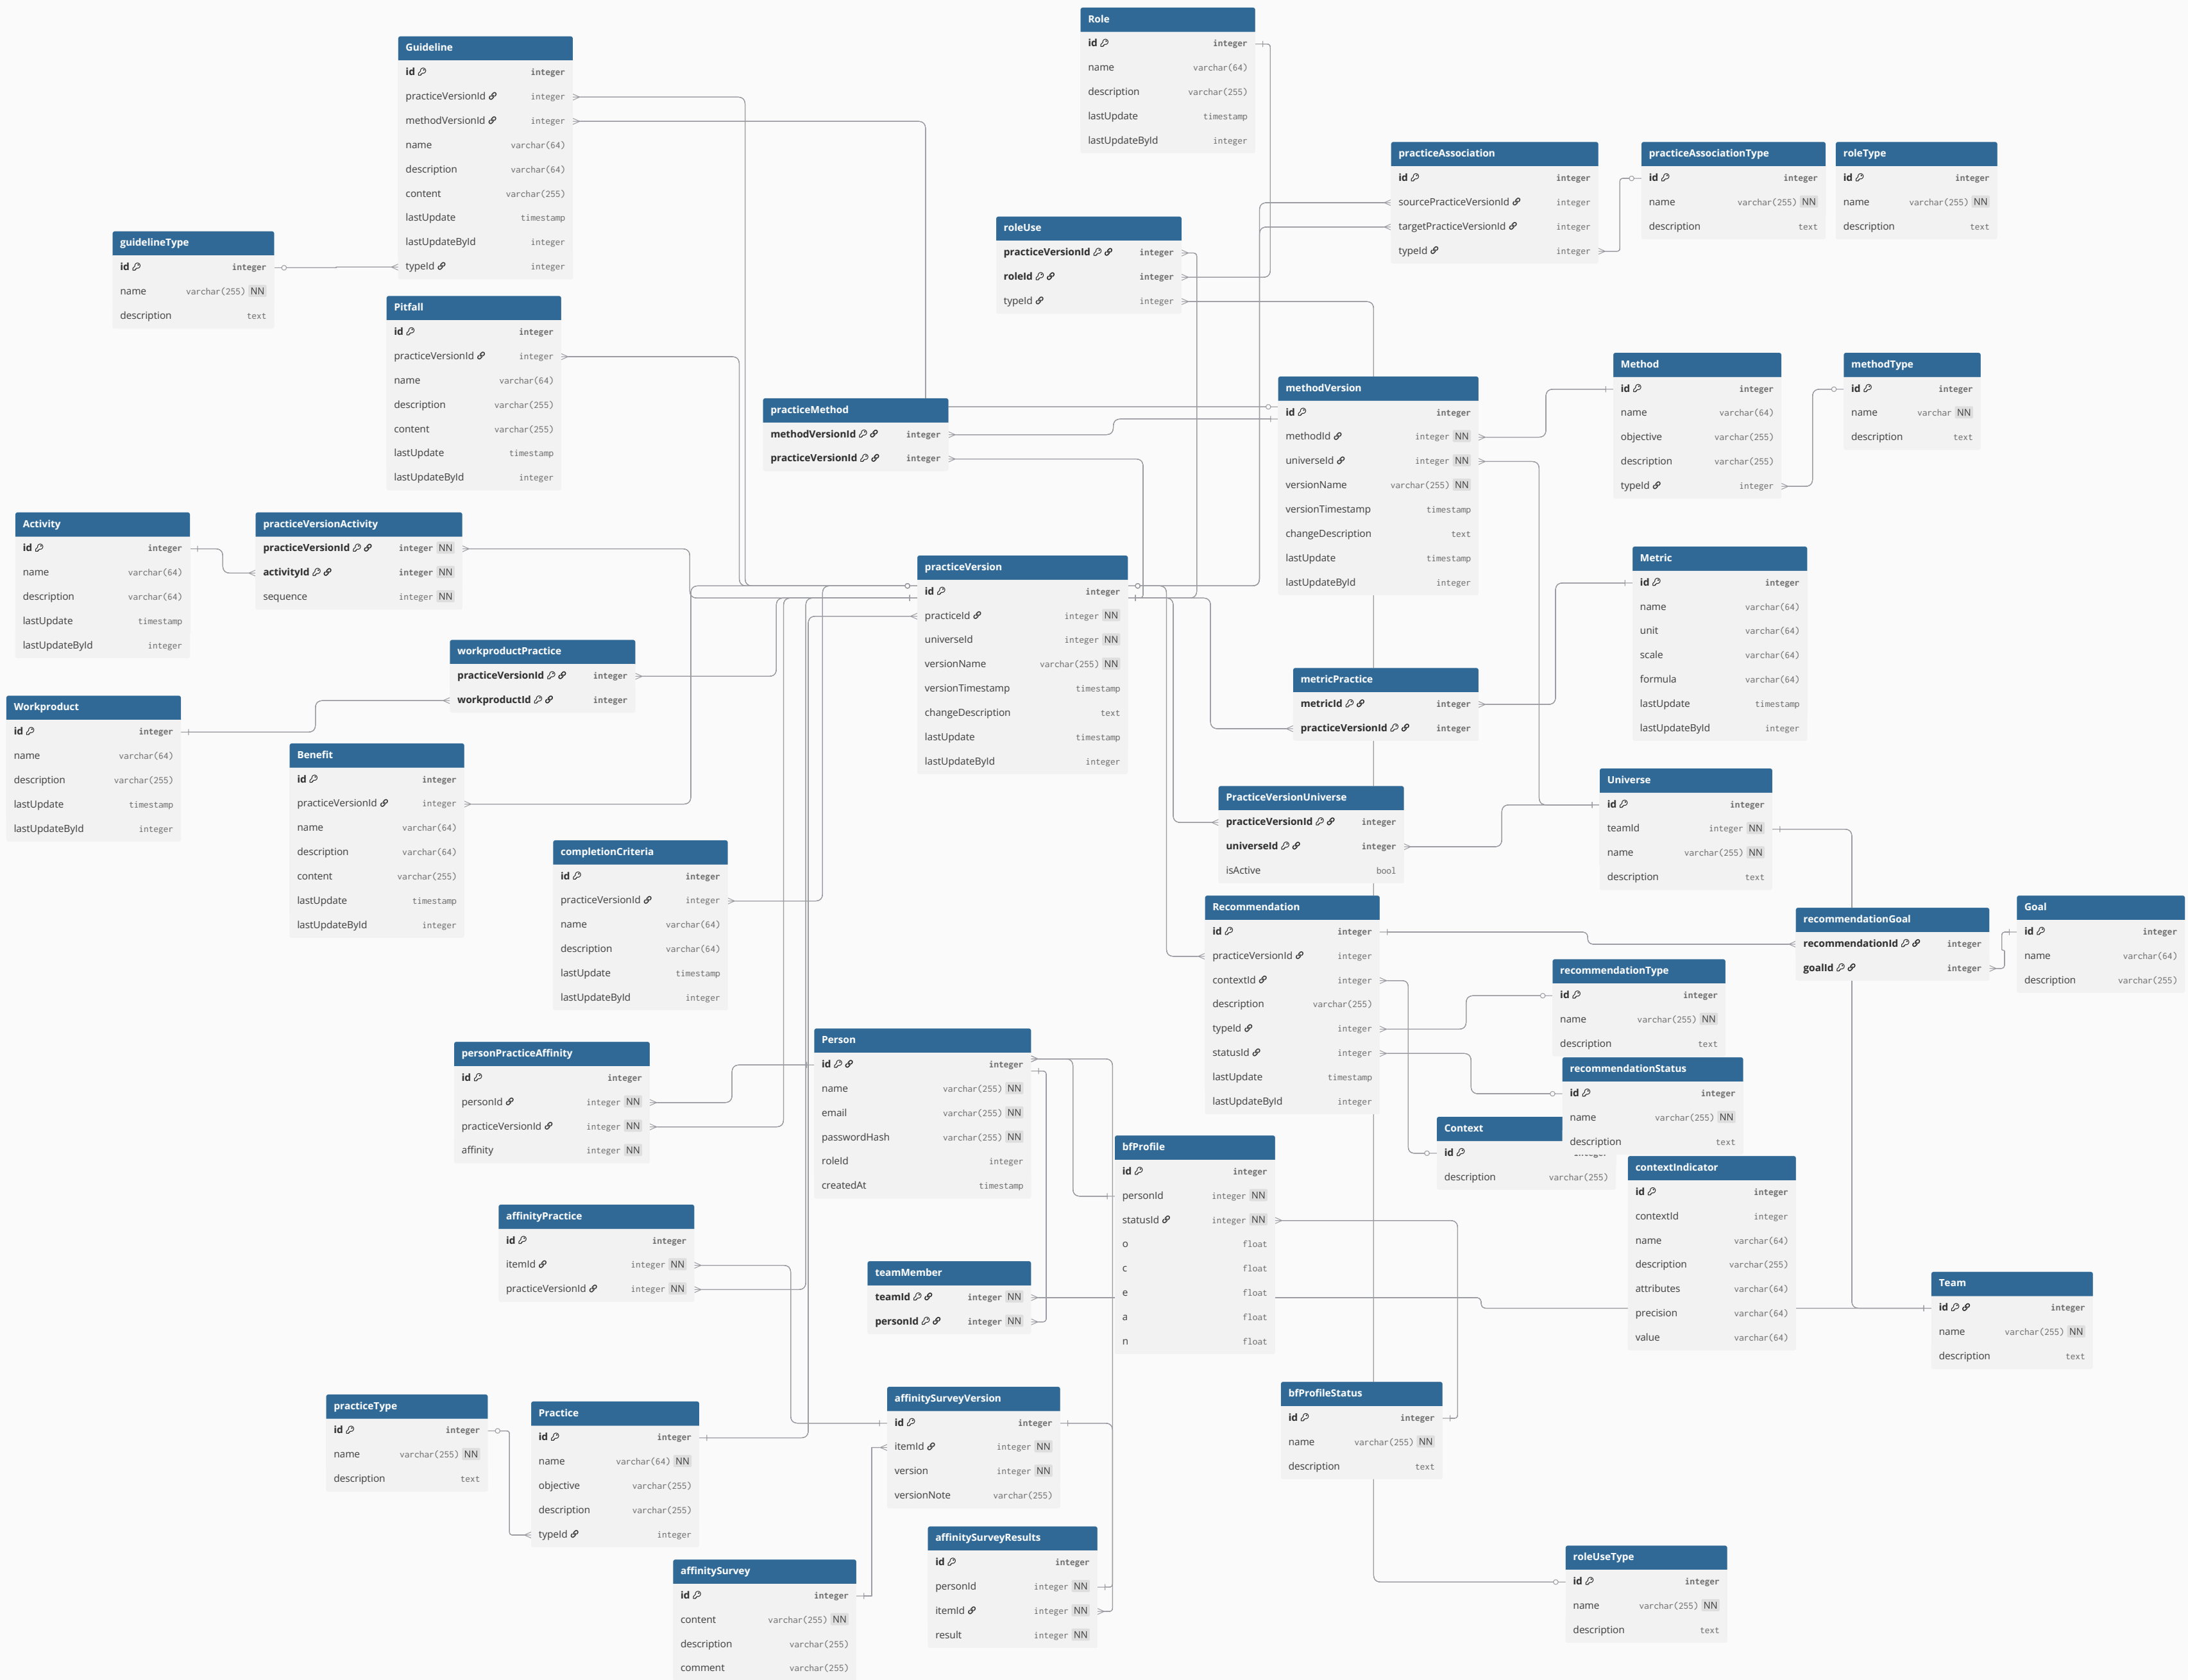 Role
id integer
name varchar(64)
description varchar(255)
lastUpdate timestamp
lastUpdateById integer
Guideline
id integer
practiceVersionId integer
methodVersionId integer
name varchar(64)
description varchar(64)
content varchar(255)
lastUpdate timestamp
lastUpdateById integer
typeId integer
practiceAssociation
id integer
sourcePracticeVersionId integer
targetPracticeVersionId integer
typeId integer
practiceAssociationType
id integer
name varchar(255) NN
description text
roleType
id integer
name varchar(255) NN
description text
roleUse
practiceVersionId integer
roleId integer
typeId integer
guidelineType
id integer
name varchar(255) NN
description text
Pitfall
id integer
practiceVersionId integer
name varchar(64)
description varchar(255)
content varchar(255)
lastUpdate timestamp
lastUpdateById integer
practiceMethod
methodVersionId integer
practiceVersionId integer
methodVersion
id integer
methodId integer NN
universeId integer NN
versionName varchar(255) NN
versionTimestamp timestamp
changeDescription text
lastUpdate timestamp
lastUpdateById integer
Method
id integer
name varchar(64)
objective varchar(255)
description varchar(255)
typeId integer
methodType
id integer
name varchar NN
description text
Activity
id integer
name varchar(64)
description varchar(64)
lastUpdate timestamp
lastUpdateById integer
practiceVersionActivity
practiceVersionId integer NN
activityId integer NN
sequence integer NN
practiceVersion
id integer
practiceId integer NN
universeId integer NN
versionName varchar(255) NN
versionTimestamp timestamp
changeDescription text
lastUpdate timestamp
lastUpdateById integer
Metric
id integer
name varchar(64)
unit varchar(64)
scale varchar(64)
formula varchar(64)
lastUpdate timestamp
lastUpdateById integer
workproductPractice
practiceVersionId integer
workproductId integer
metricPractice
metricId integer
practiceVersionId integer
Workproduct
id integer
name varchar(64)
description varchar(255)
lastUpdate timestamp
lastUpdateById integer
Benefit
id integer
practiceVersionId integer
name varchar(64)
description varchar(64)
content varchar(255)
lastUpdate timestamp
lastUpdateById integer
PracticeVersionUniverse
practiceVersionId integer
universeId integer
isActive bool
Universe
id integer
teamId integer NN
name varchar(255) NN
description text
completionCriteria
id integer
practiceVersionId integer
name varchar(64)
description varchar(64)
lastUpdate timestamp
lastUpdateById integer
Recommendation
id integer
practiceVersionId integer
contextId integer
description varchar(255)
typeId integer
statusId integer
lastUpdate timestamp
lastUpdateById integer
recommendationGoal
recommendationId integer
goalId integer
Goal
id integer
name varchar(64)
description varchar(255)
recommendationType
id integer
name varchar(255) NN
description text
recommendationStatus
id integer
name varchar(255) NN
description text
Person
id integer
name varchar(255) NN
email varchar(255) NN
passwordHash varchar(255) NN
roleId integer
createdAt timestamp
personPracticeAffinity
id integer
personId integer NN
practiceVersionId integer NN
affinity integer NN
Context
id
description varchar(255)
bfProfile
id integer
personId integer NN
statusId integer NN
o float
c float
e float
a float
n float
contextIndicator
id integer
contextId integer
name varchar(64)
description varchar(255)
attributes varchar(64)
precision varchar(64)
value varchar(64)
affinityPractice
id integer
itemId integer NN
practiceVersionId integer NN
teamMember
teamId integer NN
personId integer NN
Team
id integer
name varchar(255) NN
description text
bfProfileStatus
id integer
name varchar(255) NN
description text
affinitySurveyVersion
id integer
itemId integer NN
version integer NN
versionNote varchar(255)
practiceType
id integer
name varchar(255) NN
description text
Practice
id integer
name varchar(64) NN
objective varchar(255)
description varchar(255)
typeId integer
affinitySurveyResults
id integer
personId integer NN
itemId integer NN
result integer NN
affinitySurvey
id integer
content varchar(255) NN
description varchar(255)
comment varchar(255)
roleUseType
id integer
name varchar(255) NN
description text